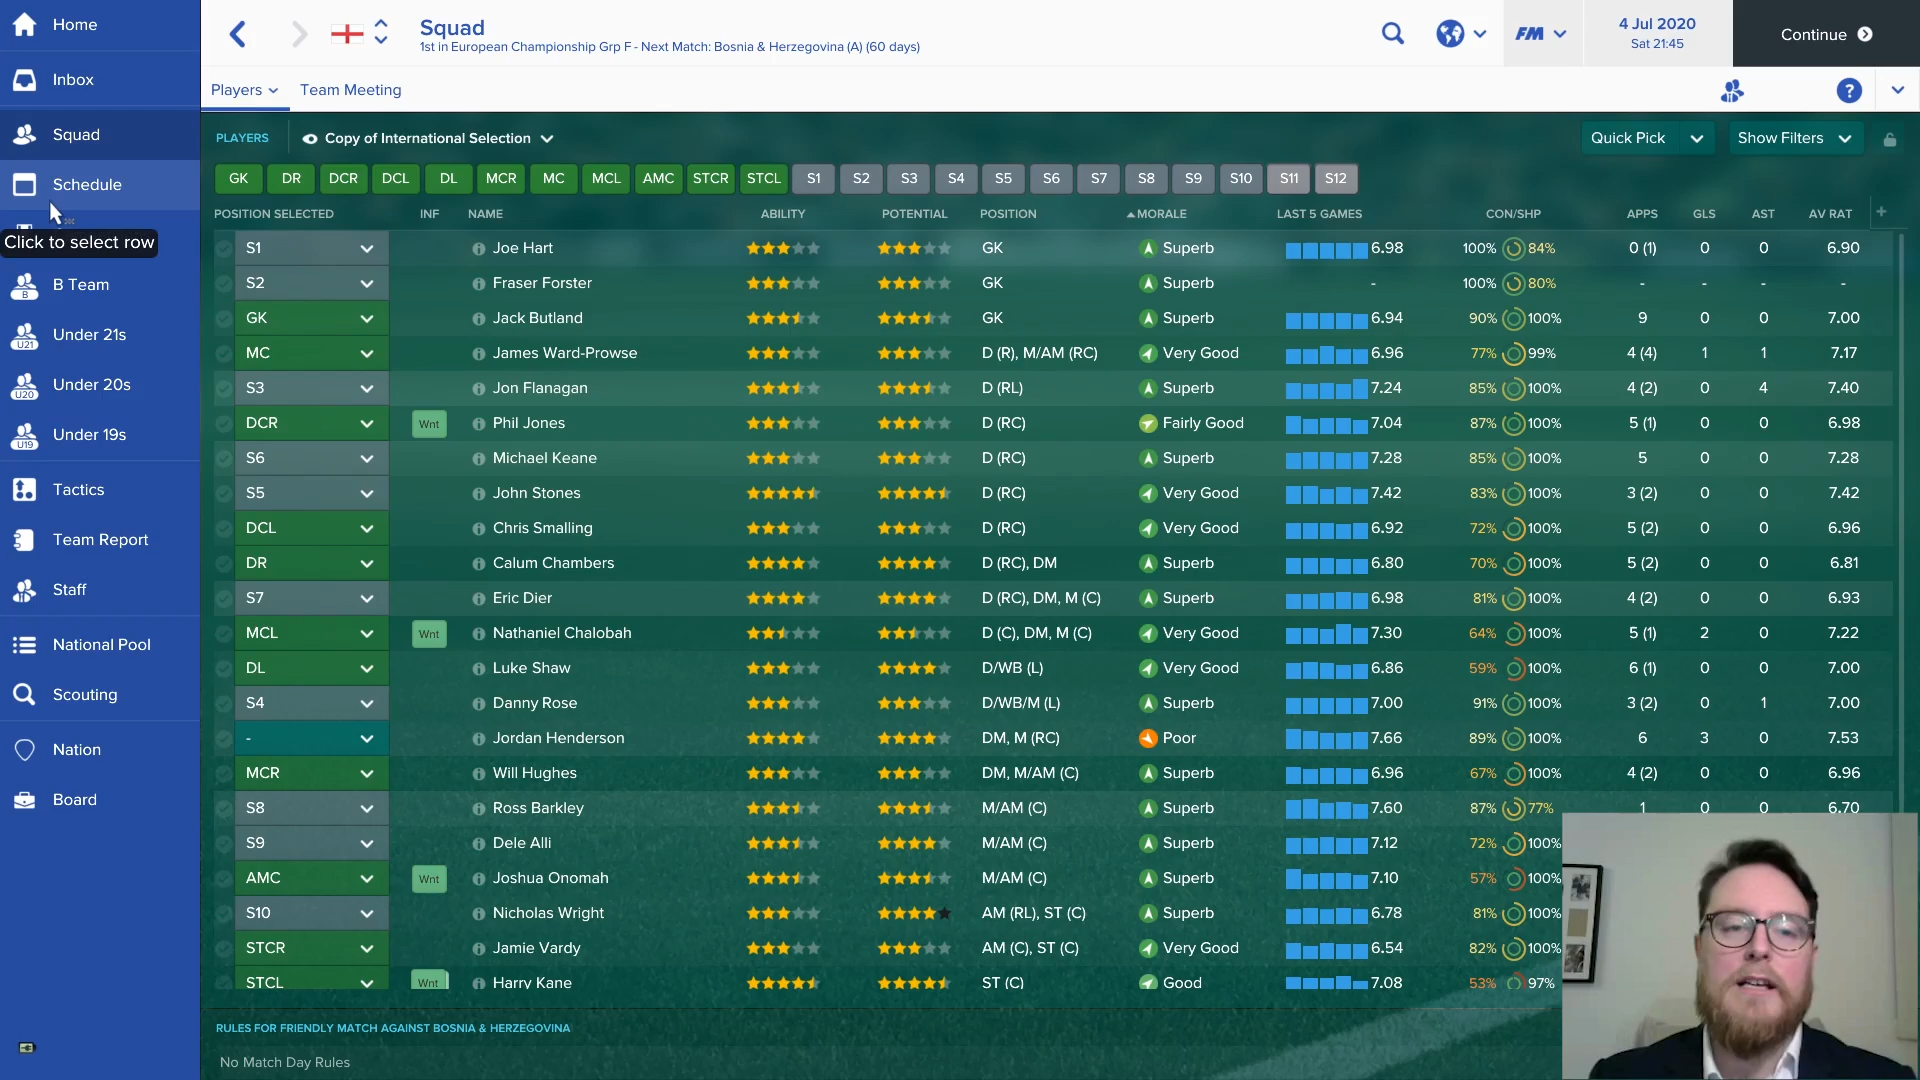 Home
Inbox
Squad
Schedule
Click to select row
B Team
Under 21s
Under 20s
Under 19s
Tactics
Team Report
Staff
National Pool
Scouting
Nation
Board
Squad
1st in European Championship Grp F - Next Match: Bosnia & Herzegovina (A) (60 days)
FM
4 Jul 2020
Sat 21:45
Continue
Players
Team Meeting
PLAYERS
Copy of International Selection
Quick Pick
Show Filters
GK DR DCR DCL DL MCR MC MCL AMC STCR STCL S1 S2 S3 S4 S5 S6 S7 S8 S9 S10 S11 S12
POSITION SELECTED INF NAME ABILITY POTENTIAL POSITION MORALE LAST 5 GAMES CON/SHP APPS GLS AST AV RAT
S1 Joe Hart GK Superb 6.98 100% 84% 0 (1) 0 0 6.90
S2 Fraser Forster GK Superb - 100% 80% - - - -
GK Jack Butland GK Superb 6.94 90% 100% 9 0 0 7.00
MC James Ward-Prowse D (R), M/AM (RC) Very Good 6.96 77% 99% 4 (4) 1 1 7.17
S3 Jon Flanagan D (RL) Superb 7.24 85% 100% 4 (2) 0 4 7.40
DCR Wnt Phil Jones D (RC) Fairly Good 7.04 87% 100% 5 (1) 0 0 6.98
S6 Michael Keane D (RC) Superb 7.28 85% 100% 5 0 0 7.28
S5 John Stones D (RC) Very Good 7.42 83% 100% 3 (2) 0 0 7.42
DCL Chris Smalling D (RC) Very Good 6.92 72% 100% 5 (2) 0 0 6.96
DR Calum Chambers D (RC), DM Superb 6.80 70% 100% 5 (2) 0 0 6.81
S7 Eric Dier D (RC), DM, M (C) Superb 6.98 81% 100% 4 (2) 0 0 6.93
MCL Wnt Nathaniel Chalobah D (C), DM, M (C) Very Good 7.30 64% 100% 5 (1) 2 0 7.22
DL Luke Shaw D/WB (L) Very Good 6.86 59% 100% 6 (1) 0 0 7.00
S4 Danny Rose D/WB/M (L) Superb 7.00 91% 100% 3 (2) 0 1 7.00
- Jordan Henderson DM, M (RC) Poor 7.66 89% 100% 6 3 0 7.53
MCR Will Hughes DM, M/AM (C) Superb 6.96 67% 100% 4 (2) 0 0 6.96
S8 Ross Barkley M/AM (C) Superb 7.60 87% 77% 1 0 0 6.70
S9 Dele Alli M/AM (C) Superb 7.12 72% 100%
AMC Wnt Joshua Onomah M/AM (C) Superb 7.10 57% 100%
S10 Nicholas Wright AM (RL), ST (C) Superb 6.78 81% 100%
STCR Jamie Vardy AM (C), ST (C) Very Good 6.54 82% 100%
STCL Wnt Harry Kane ST (C) Good 7.08 53% 97%
RULES FOR FRIENDLY MATCH AGAINST BOSNIA & HERZEGOVINA
No Match Day Rules